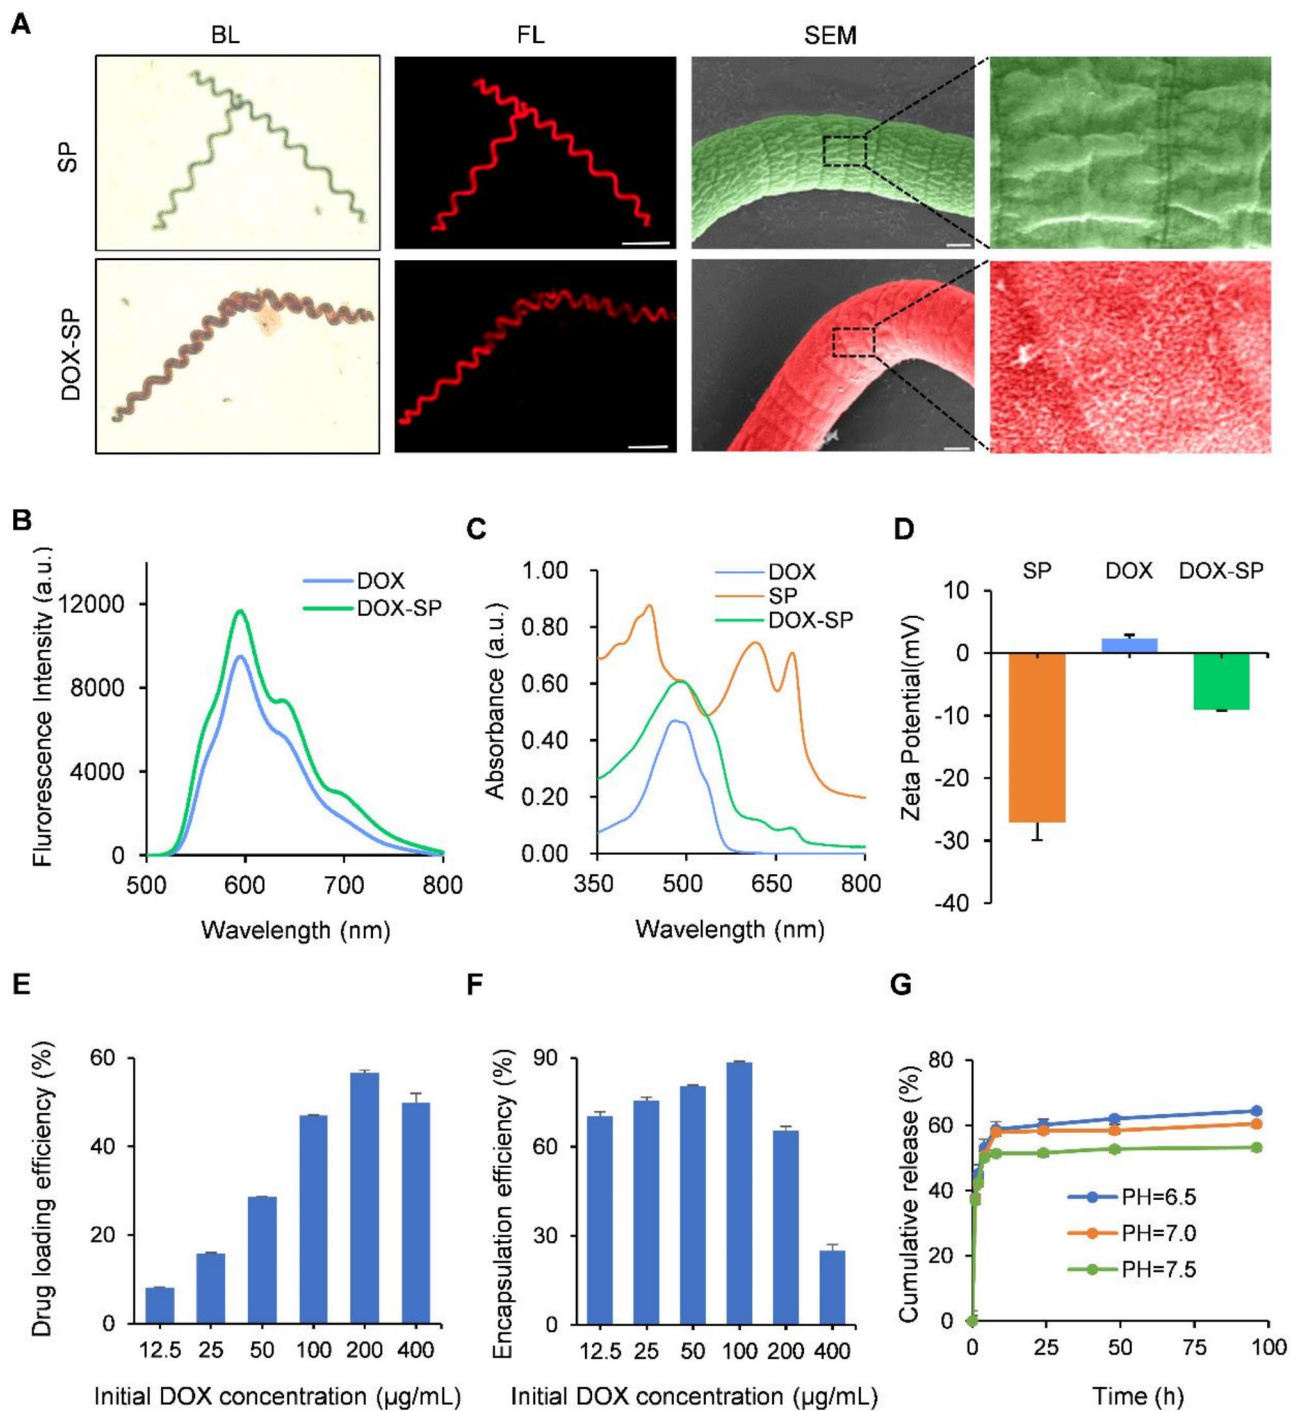 A
BL
FL
SEM
SP
DOX-SP
B
Flurorescence Intensity (a.u.)
12000
8000
4000
0
500
600
700
800
Wavelength (nm)
DOX
DOX-SP
C
Absorbance (a.u.)
1.00
0.80
0.60
0.40
0.20
0.00
350
500
650
800
Wavelength (nm)
DOX
SP
DOX-SP
D
SP
DOX
DOX-SP
Zeta Potential(mV)
10
0
-10
-20
-30
-40
E
Drug loading efficiency (%)
60
40
20
0
12.5
25
50
100
200
400
Initial DOX concentration (µg/mL)
F
Encapsulation efficiency (%)
90
60
30
0
12.5
25
50
100
200
400
Initial DOX concentration (µg/mL)
G
Cumulative release (%)
80
60
40
20
0
0
25
50
75
100
PH=6.5
PH=7.0
PH=7.5
Time (h)